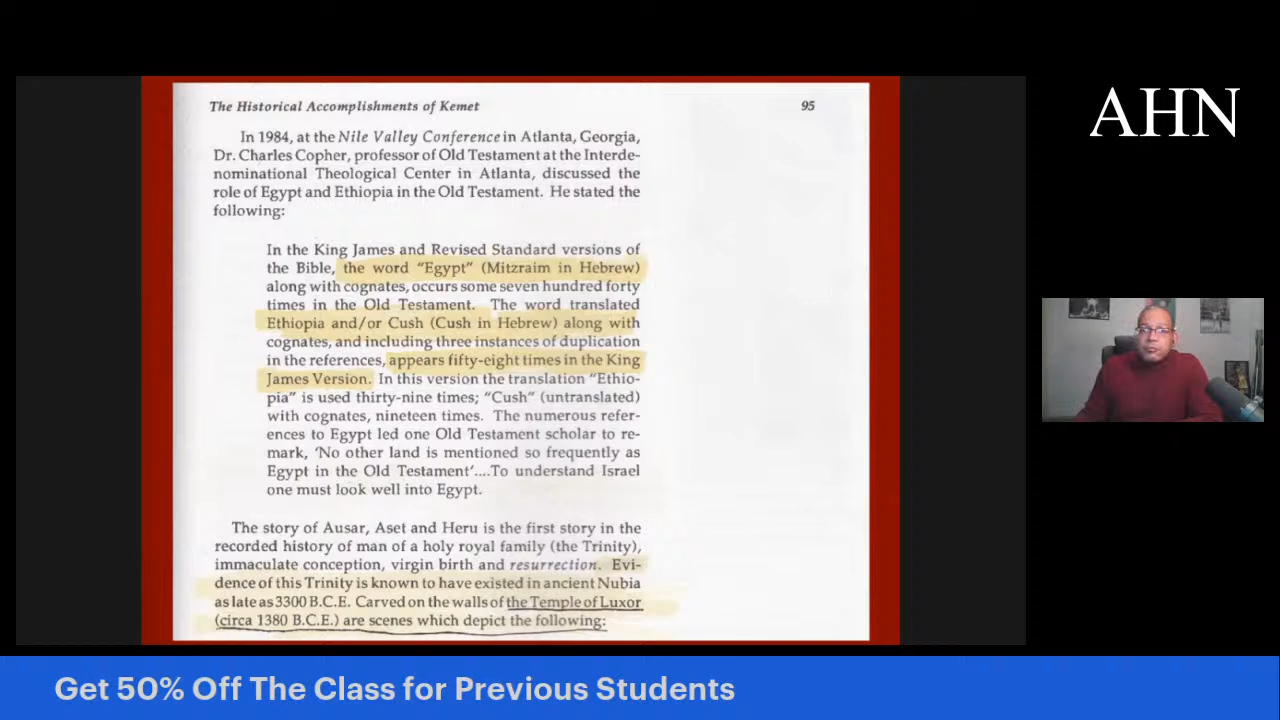 The Historical Accomplishments of Kemet 95
In 1984, at the Nile Valley Conference in Atlanta, Georgia,
Dr. Charles Copher, professor of Old Testament at the Interde-
nominational Theological Center in Atlanta, discussed the
role of Egypt and Ethiopia in the Old Testament. He stated the
following:
In the King James and Revised Standard versions of
the Bible, the word "Egypt" (Mitzraim in Hebrew)
along with cognates, occurs some seven hundred forty
times in the Old Testament. The word translated
Ethiopia and/or Cush (Cush in Hebrew) along with
cognates, and including three instances of duplication
in the references, appears fifty-eight times in the King
James Version. In this version the translation "Ethio-
pia" is used thirty-nine times; "Cush" (untranslated)
with cognates, nineteen times. The numerous refer-
ences to Egypt led one Old Testament scholar to re-
mark, 'No other land is mentioned so frequently as
Egypt in the Old Testament'....To understand Israel
one must look well into Egypt.
The story of Ausar, Aset and Heru is the first story in the
recorded history of man of a holy royal family (the Trinity),
immaculate conception, virgin birth and resurrection. Evi-
dence of this Trinity is known to have existed in ancient Nubia
as late as 3300 B.C.E. Carved on the walls of the Temple of Luxor
(circa 1380 B.C.E.) are scenes which depict the following:
AHN
Get 50% Off The Class for Previous Students